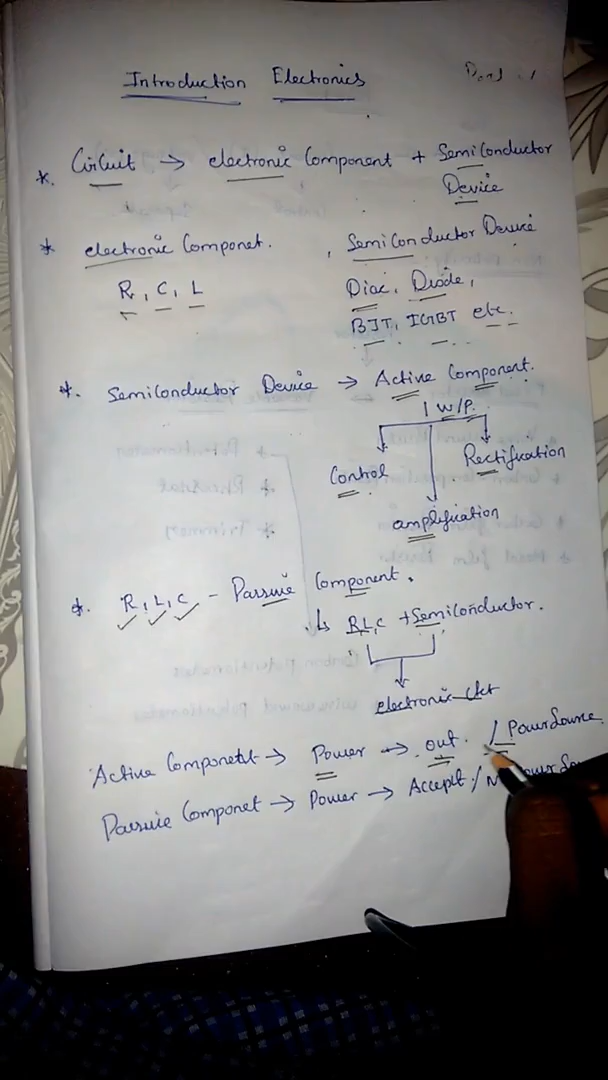 Introduction Electronics
* Circuit → electronic Component + Semiconductor Device
* electronic Componet. , Semiconductor Device
R, C, L
Diac, Diode,
BJT, IGBT etc.
* Semiconductor Device → Active Component.
I W/P.
Control
Rectification
amplification
* R, L, C - Passive Component.
↳ RLC + Semiconductor.
electronic Ckt
Active Component → Power → out. / Power Source.
Passive Componet → Power → Accept /